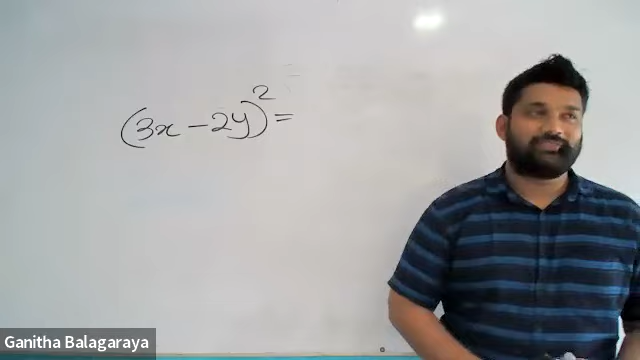 (3x - 2y)² =
Ganitha Balagaraya